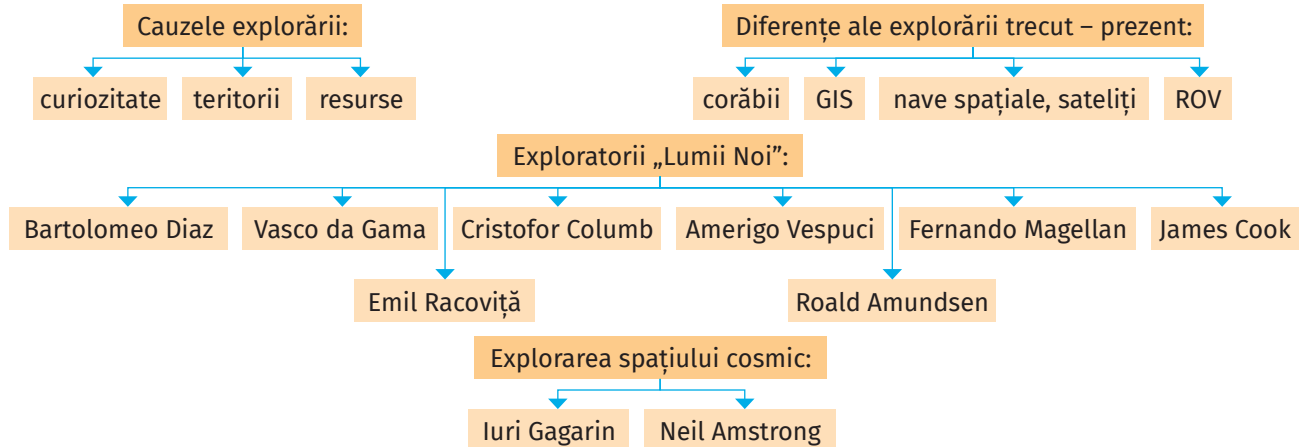 Cauzele explorării:
curiozitate teritorii resurse
Diferențe ale explorării trecut – prezent:
corăbii GIS nave spațiale, sateliți ROV
Exploratorii „Lumii Noi”:
Bartolomeo Diaz Vasco da Gama Cristofor Columb Amerigo Vespuci Fernando Magellan James Cook
Emil Racoviță Roald Amundsen
Explorarea spațiului cosmic:
Iuri Gagarin Neil Amstrong